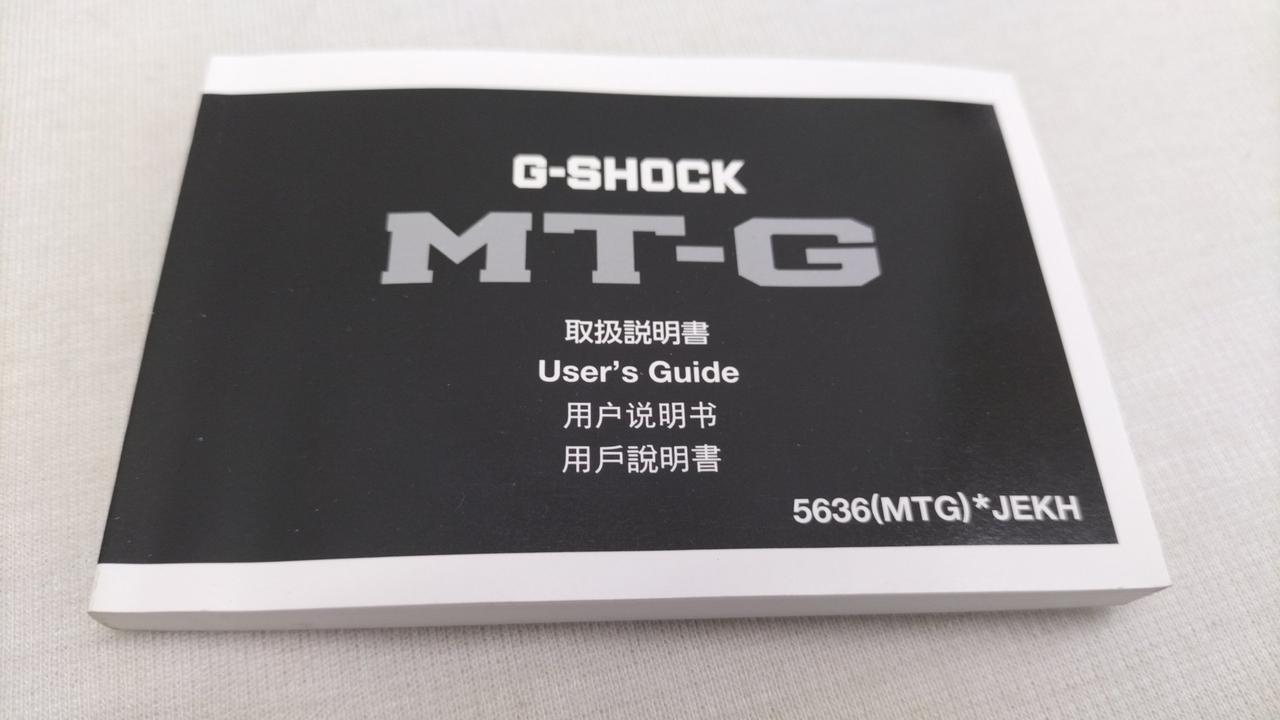 G-SHOCK
MT-G
取扱説明書
User's Guide
用户说明书
用戶說明書
5636(MTG)*JEKH